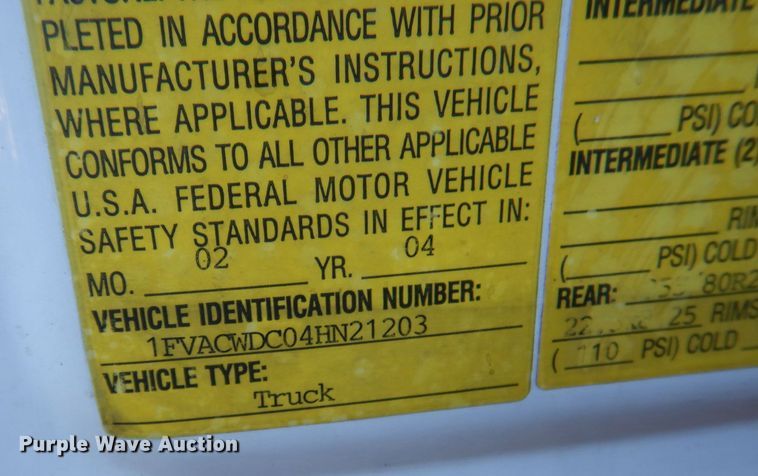 PLETED IN ACCORDANCE WITH PRIOR
MANUFACTURER'S INSTRUCTIONS,
WHERE APPLICABLE. THIS VEHICLE
CONFORMS TO ALL OTHER APPLICABLE
U.S.A. FEDERAL MOTOR VEHICLE
SAFETY STANDARDS IN EFFECT IN:
MO. 02 YR. 04
VEHICLE IDENTIFICATION NUMBER:
1FVACWDC04HN21203
VEHICLE TYPE:
Truck
INTERMEDIATE
( PSI) CO
INTERMEDIATE (2)
RIM
( PSI) COLD
REAR: 80R2
25 RIMS
(110 PSI) COLD
Purple Wave Auction